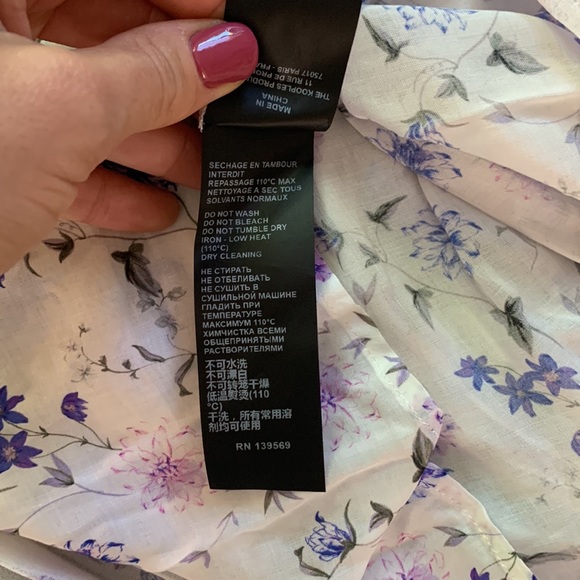 THE KOOPLES PRODU
11 RUE DE PRO
75017 PARIS - FRA
MADE IN
CHINA
SECHAGE EN TAMBOUR
INTERDIT
REPASSAGE 110°C MAX
NETTOYAGE A SEC TOUS
SOLVANTS NORMAUX
DO NOT WASH
DO NOT BLEACH
DO NOT TUMBLE DRY
IRON - LOW HEAT
(110°C)
DRY CLEANING
НЕ СТИРАТЬ
НЕ ОТБЕЛИВАТЬ
НЕ СУШИТЬ В
СУШИЛЬНОЙ МАШИНЕ
ГЛАДИТЬ ПРИ
ТЕМПЕРАТУРЕ
МАКСИМУМ 110°C
ХИМЧИСТКА ВСЕМИ
ОБЩЕПРИНЯТЫМИ
РАСТВОРИТЕЛЯМИ
不可水洗
不可漂白
不可转笼干燥
低温熨烫(110
°C)
干洗，所有常用溶
剂均可使用
RN 139569